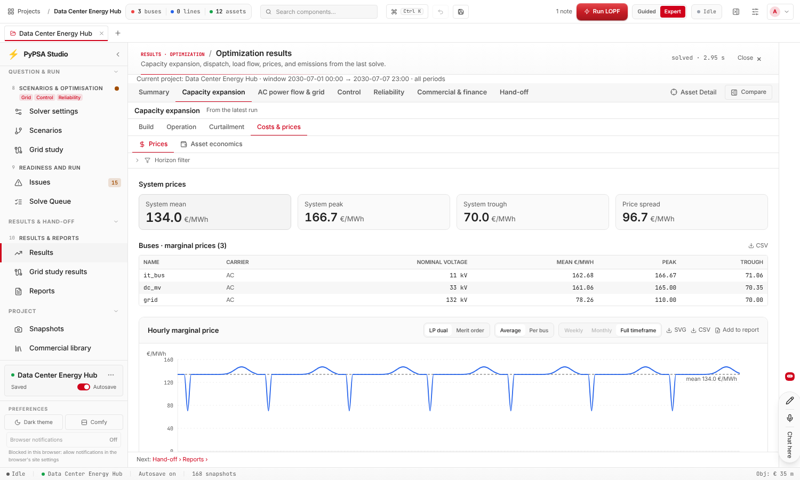 Projects / Data Center Energy Hub
3 buses 0 lines 12 assets
Search components...
Ctrl K
1 note
Run LOPF
Guided Expert
Idle
A
Data Center Energy Hub
PyPSA Studio
QUESTION & RUN
SCENARIOS & OPTIMISATION
Grid Control Reliability
Solver settings
Scenarios
Grid study
READINESS AND RUN
Issues 15
Solve Queue
RESULTS & HAND-OFF
10 RESULTS & REPORTS
Results
Grid study results
Reports
PROJECT
Snapshots
Commercial library
Data Center Energy Hub
Saved Autosave
PREFERENCES
Dark theme Comfy
Browser notifications Off
Blocked in this browser: allow notifications in the
browser's site settings
RESULTS · OPTIMIZATION / Optimization results
Capacity expansion, dispatch, load flow, prices, and emissions from the last solve.
solved · 2.95 s Close
Current project: Data Center Energy Hub · window 2030-07-01 00:00 → 2030-07-07 23:00 · all periods
Summary Capacity expansion AC power flow & grid Control Reliability Commercial & finance Hand-off
Asset Detail Compare
Capacity expansion From the latest run
Build Operation Curtailment Costs & prices
Prices Asset economics
Horizon filter
System prices
System mean
134.0 €/MWh
System peak
166.7 €/MWh
System trough
70.0 €/MWh
Price spread
96.7 €/MWh
Buses · marginal prices (3) CSV
NAME CARRIER NOMINAL VOLTAGE MEAN €/MWH PEAK TROUGH
it_bus AC 11 kV 162.68 166.67 71.06
dc_mv AC 33 kV 161.06 165.00 70.35
grid AC 132 kV 78.26 110.00 70.00
Hourly marginal price
LP dual Merit order
Average Per bus
Weekly Monthly Full timeframe
SVG CSV Add to report
€/MWh
160
120
80
40
0
mean 134.0 €/MWh
Next: Hand-off › Reports ›
Chat here
Idle Data Center Energy Hub Autosave on 168 snapshots
Obj: € 35 m